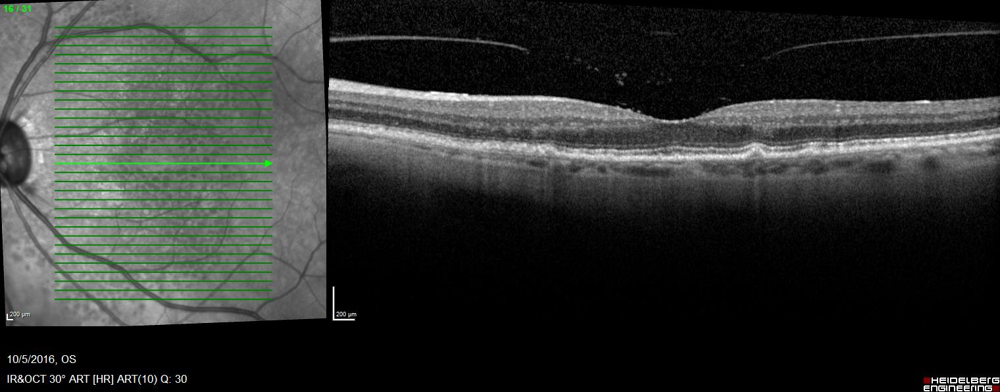 16 / 31
200 µm
200 µm
10/5/2016, OS
IR&OCT 30° ART [HR] ART(10) Q: 30
HEIDELBERG
ENGINEERING